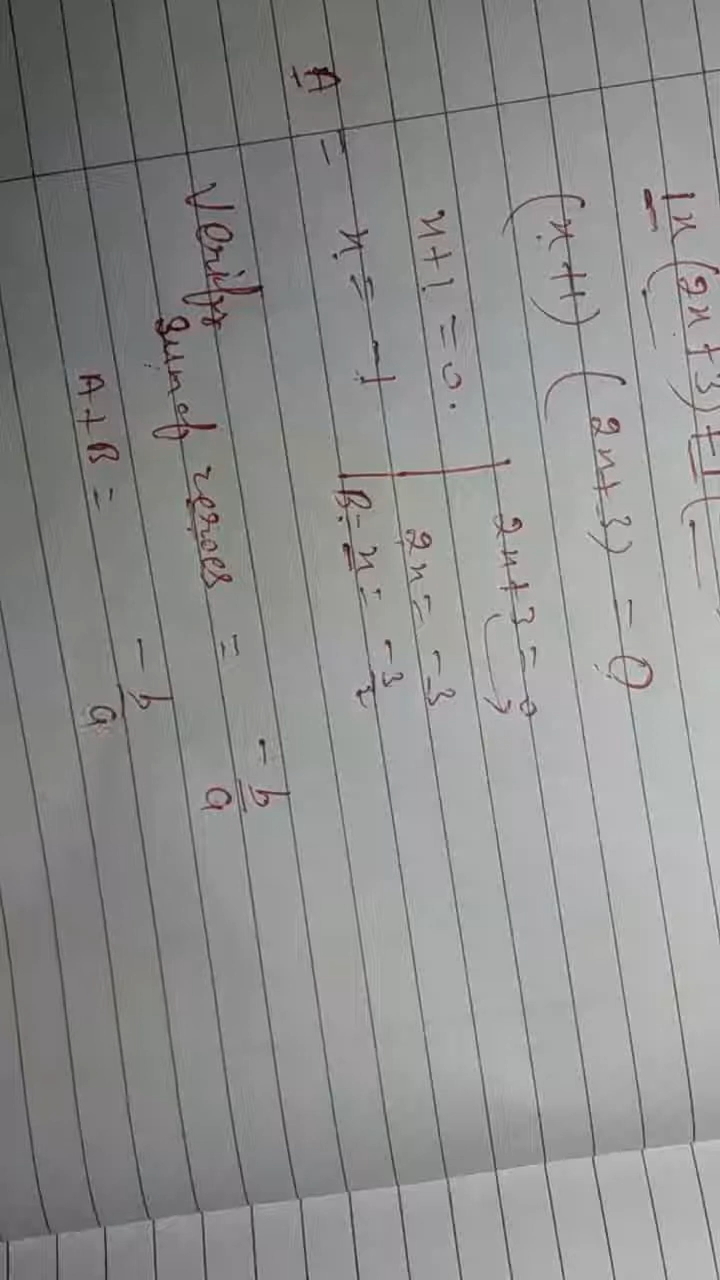 1x(2x+3)+1(
(x+1) (2x+3) = 0
x+1=0. | 2x+3=0
2x= -3
A = x= -1 | B= x= -3/2
Verify
sum of zeroes = -b/a
A+B = -b/a